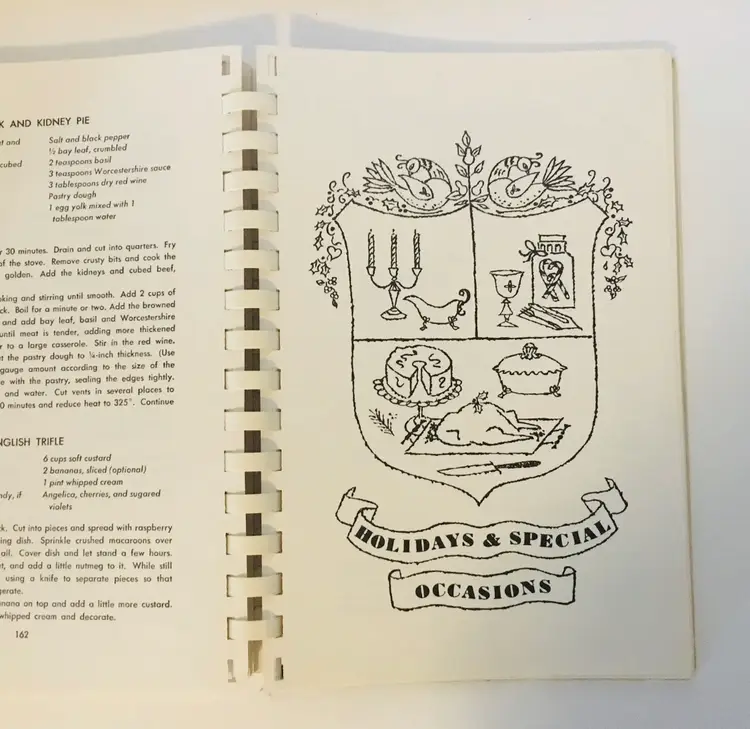 K AND KIDNEY PIE
and
cubed
Salt and black pepper
½ bay leaf, crumbled
2 teaspoons basil
3 teaspoons Worcestershire sauce
3 tablespoons dry red wine
Pastry dough
1 egg yolk mixed with 1
tablespoon water
r 30 minutes. Drain and cut into quarters. Fry
of the stove. Remove crusty bits and cook the
golden. Add the kidneys and cubed beef,
oking and stirring until smooth. Add 2 cups of
ck. Boil for a minute or two. Add the browned
and add bay leaf, basil and Worcestershire
until meat is tender, adding more thickened
r to a large casserole. Stir in the red wine.
t the pastry dough to ¼-inch thickness. (Use
gauge amount according to the size of the
e with the pastry, sealing the edges tightly.
and water. Cut vents in several places to
0 minutes and reduce heat to 325°. Continue
NGLISH TRIFLE
ndy, if
6 cups soft custard
2 bananas, sliced (optional)
1 pint whipped cream
Angelica, cherries, and sugared
violets
ck. Cut into pieces and spread with raspberry
ing dish. Sprinkle crushed macaroons over
all. Cover dish and let stand a few hours.
t, and add a little nutmeg to it. While still
using a knife to separate pieces so that
gerate.
nana on top and add a little more custard.
whipped cream and decorate.
162
HOLIDAYS & SPECIAL
OCCASIONS